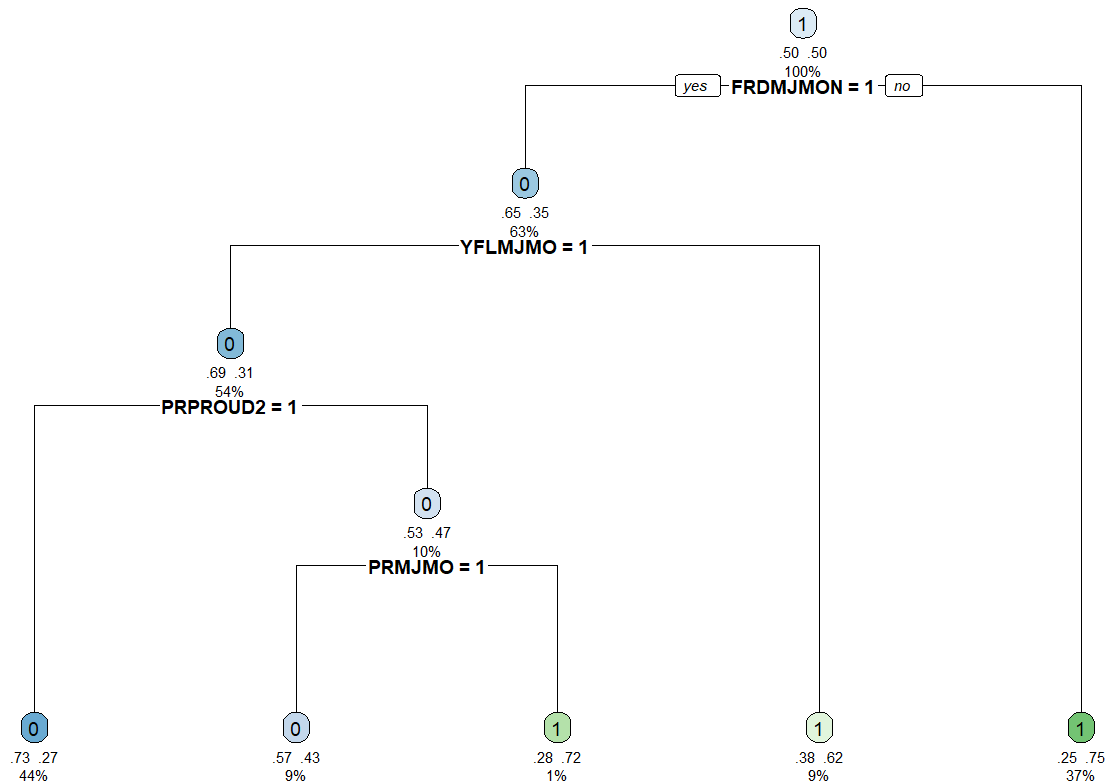 1
.50 .50
100%
yes FRDMJMON = 1 no
0
.65 .35
63%
YFLMJMO = 1
0
.69 .31
54%
PRPROUD2 = 1
0
.53 .47
10%
PRMJMO = 1
0 0 1 1 1
.73 .27 .57 .43 .28 .72 .38 .62 .25 .75
44% 9% 1% 9% 37%